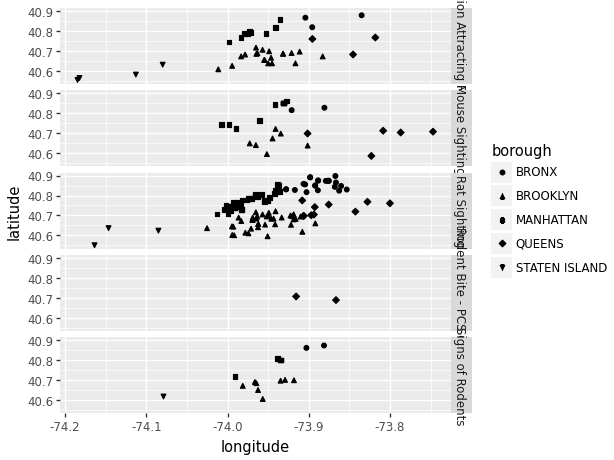 40.9
40.8
40.7
40.6
40.9
40.8
40.7
40.6
40.9
40.8
40.7
40.6
40.9
40.8
40.7
40.6
40.9
40.8
40.7
40.6
-74.2
-74.1
-74.0
-73.9
-73.8
longitude
latitude
Attracting
Mouse Sighting
Rat Sighting
Rodent Bite - PCS
Signs of Rodents
borough
BRONX
BROOKLYN
MANHATTAN
QUEENS
STATEN ISLAND